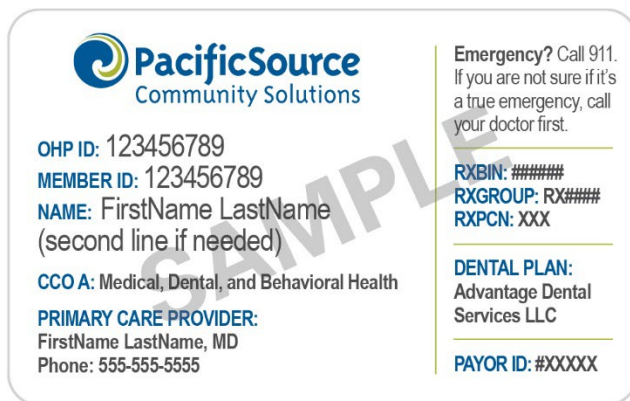 PacificSource
Community Solutions
OHP ID: 123456789
MEMBER ID: 123456789
NAME: FirstName LastName
(second line if needed)
CCO A: Medical, Dental, and Behavioral Health
PRIMARY CARE PROVIDER:
FirstName LastName, MD
Phone: 555-555-5555
SAMPLE
Emergency? Call 911.
If you are not sure if it's
a true emergency, call
your doctor first.
RXBIN: ######
RXGROUP: RX####
RXPCN: XXX
DENTAL PLAN:
Advantage Dental
Services LLC
PAYOR ID: #XXXXX